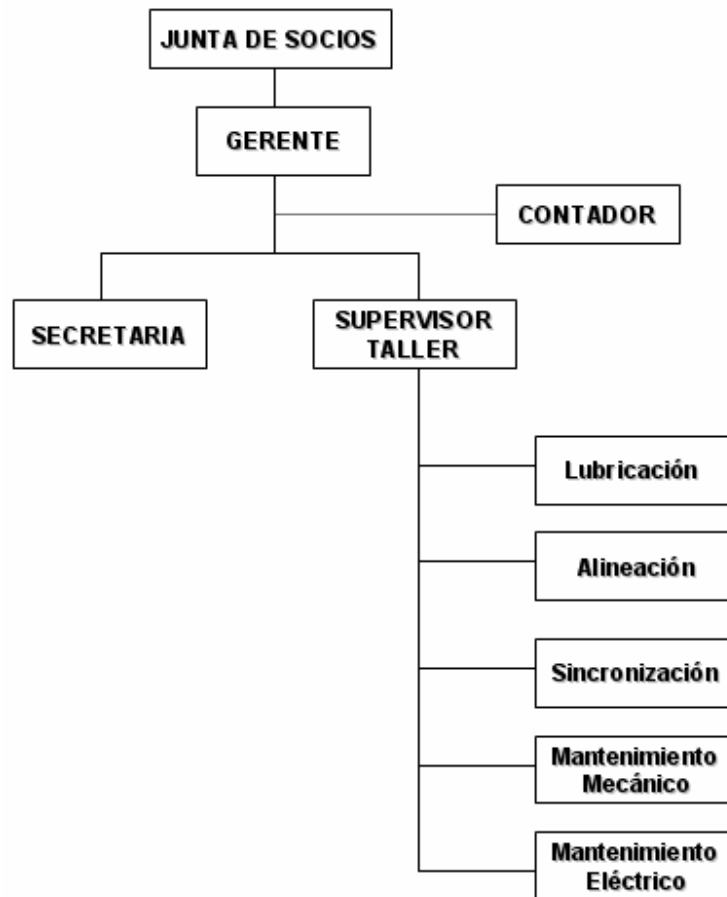 JUNTA DE SOCIOS
GERENTE
CONTADOR
SECRETARIA
SUPERVISOR
TALLER
Lubricación
Alineación
Sincronización
Mantenimiento
Mecánico
Mantenimiento
Eléctrico